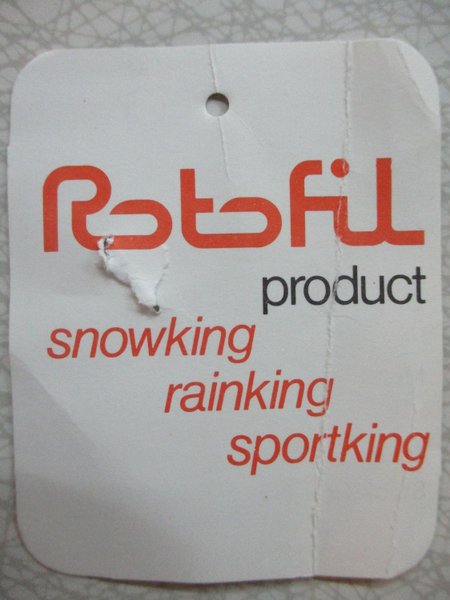 Rotofil
product
snowking
rainking
sportking